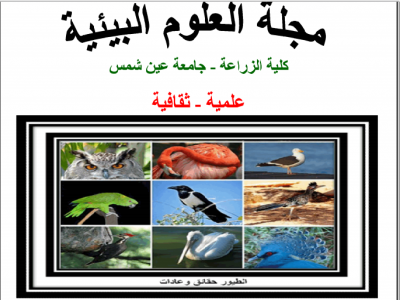 مجلة العلوم البيئية
كلية الزراعة - جامعة عين شمس
علمية - ثقافية
الطيور حقائق وعادات